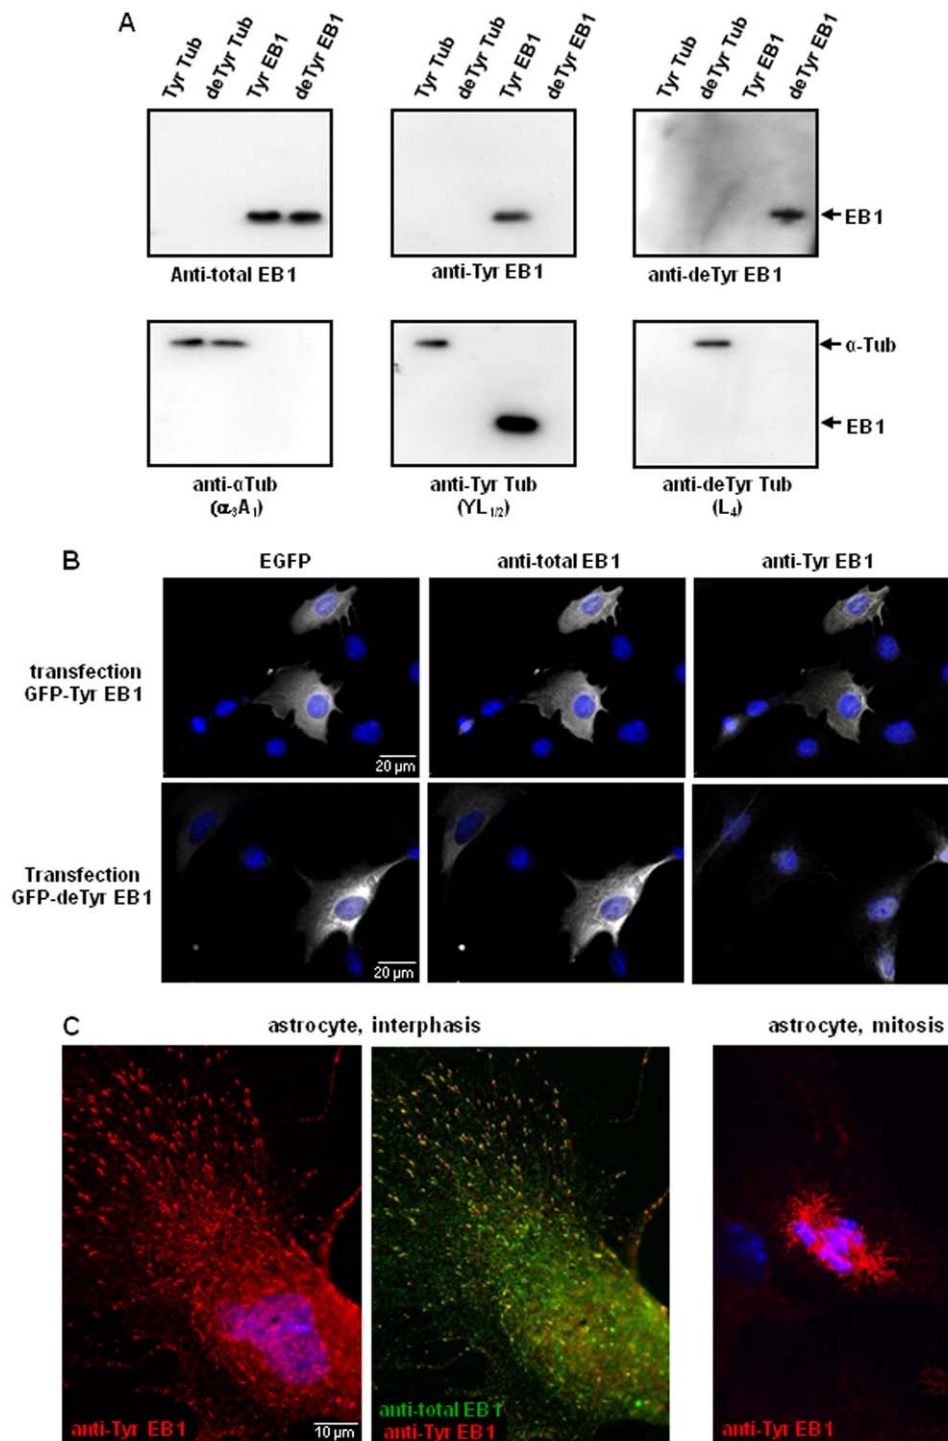 A
Tyr Tub deTyr Tub Tyr EB1 deTyr EB1 Tyr Tub deTyr Tub Tyr EB1 deTyr EB1 Tyr Tub deTyr Tub Tyr EB1 deTyr EB1
EB1
Anti-total EB1 anti-Tyr EB1 anti-deTyr EB1
α-Tub
EB1
anti-αTub anti-Tyr Tub anti-deTyr Tub
(α₃A₁) (YL₁/₂) (L₄)
B
EGFP anti-total EB1 anti-Tyr EB1
transfection
GFP-Tyr EB1
20 µm
Transfection
GFP-deTyr EB1
20 µm
C
astrocyte, interphasis astrocyte, mitosis
anti-total EB1
anti-Tyr EB1 10 µm anti-Tyr EB1 anti-Tyr EB1